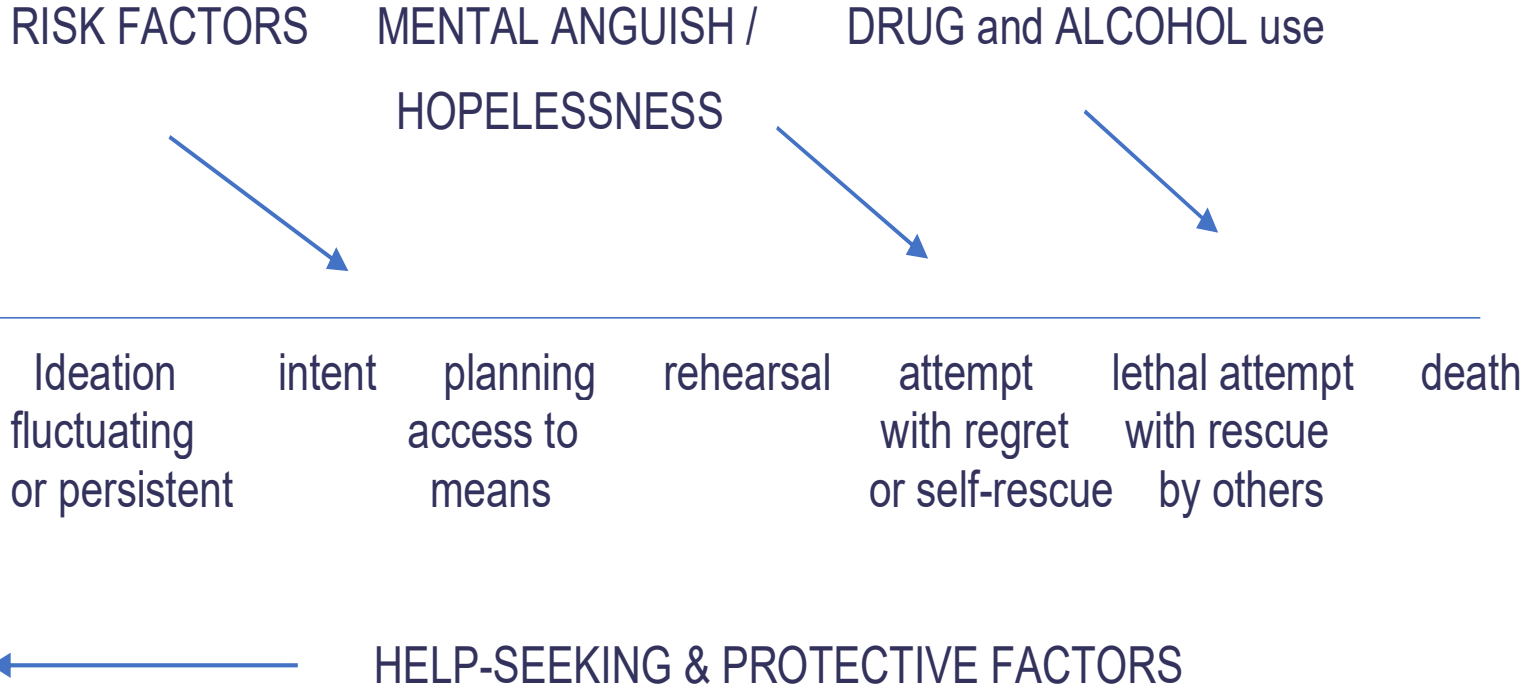 RISK FACTORS MENTAL ANGUISH / DRUG and ALCOHOL use
HOPELESSNESS
Ideation intent planning rehearsal attempt lethal attempt death
fluctuating access to with regret with rescue
or persistent means or self-rescue by others
HELP-SEEKING & PROTECTIVE FACTORS